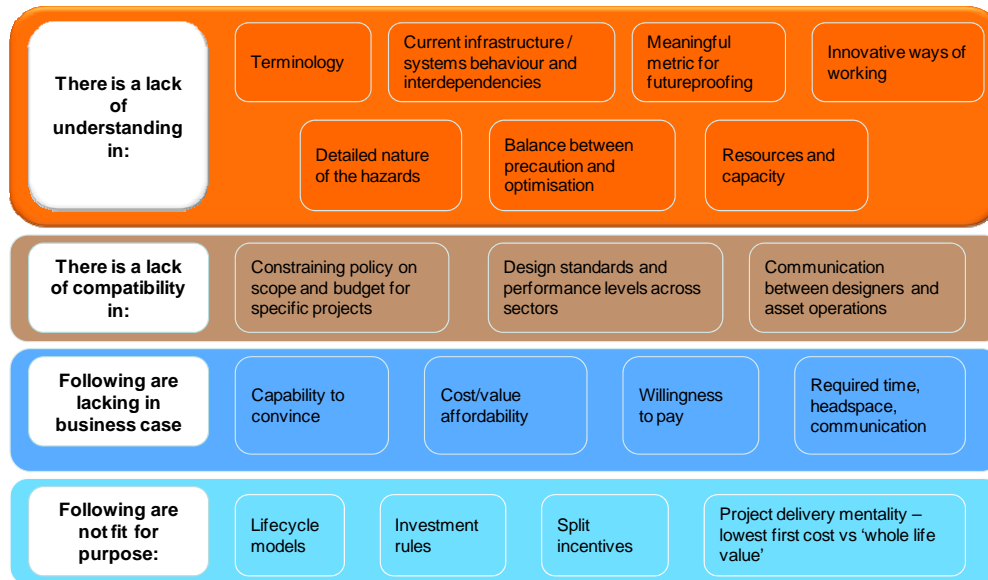 There is a lack
of
understanding
in:
Terminology
Current infrastructure /
systems behaviour and
interdependencies
Meaningful
metric for
futureproofing
Innovative ways of
working
Detailed nature
of the hazards
Balance between
precaution and
optimisation
Resources and
capacity
There is a lack
of compatibility
in:
Constraining policy on
scope and budget for
specific projects
Design standards and
performance levels across
sectors
Communication
between designers and
asset operations
Following are
lacking in
business case
Capability to
convince
Cost/value
affordability
Willingness
to pay
Required time,
headspace,
communication
Following are
not fit for
purpose:
Lifecycle
models
Investment
rules
Split
incentives
Project delivery mentality –
lowest first cost vs ‘whole life
value’